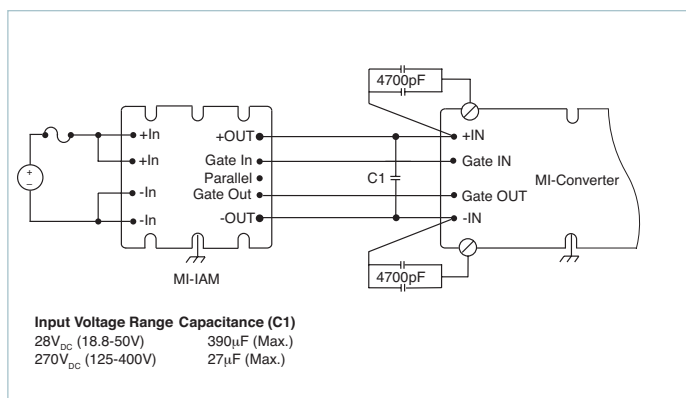 4700pF
+In
+In
-In
-In
+
−
+OUT
Gate In
Parallel
Gate Out
-OUT
MI-IAM
C1
+IN
Gate IN
MI-Converter
Gate OUT
-IN
4700pF
Input Voltage Range Capacitance (C1)
28VDC (18.8-50V) 390µF (Max.)
270VDC (125-400V) 27µF (Max.)